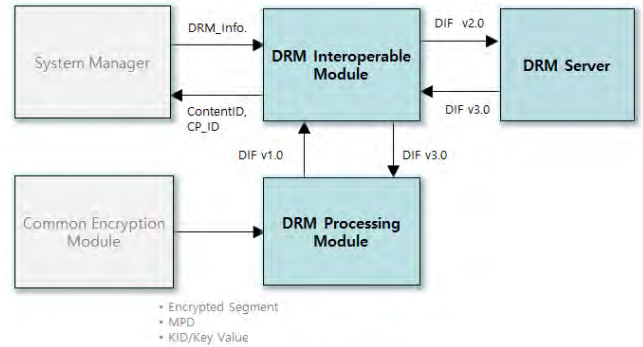 System Manager
DRM_Info.
DRM Interoperable
Module
DIF v2.0
DRM Server
ContentID,
CP_ID
DIF v3.0
DIF v1.0
DIF v3.0
Common Encryption
Module
DRM Processing
Module
• Encrypted Segment
• MPD
• KID/Key Value